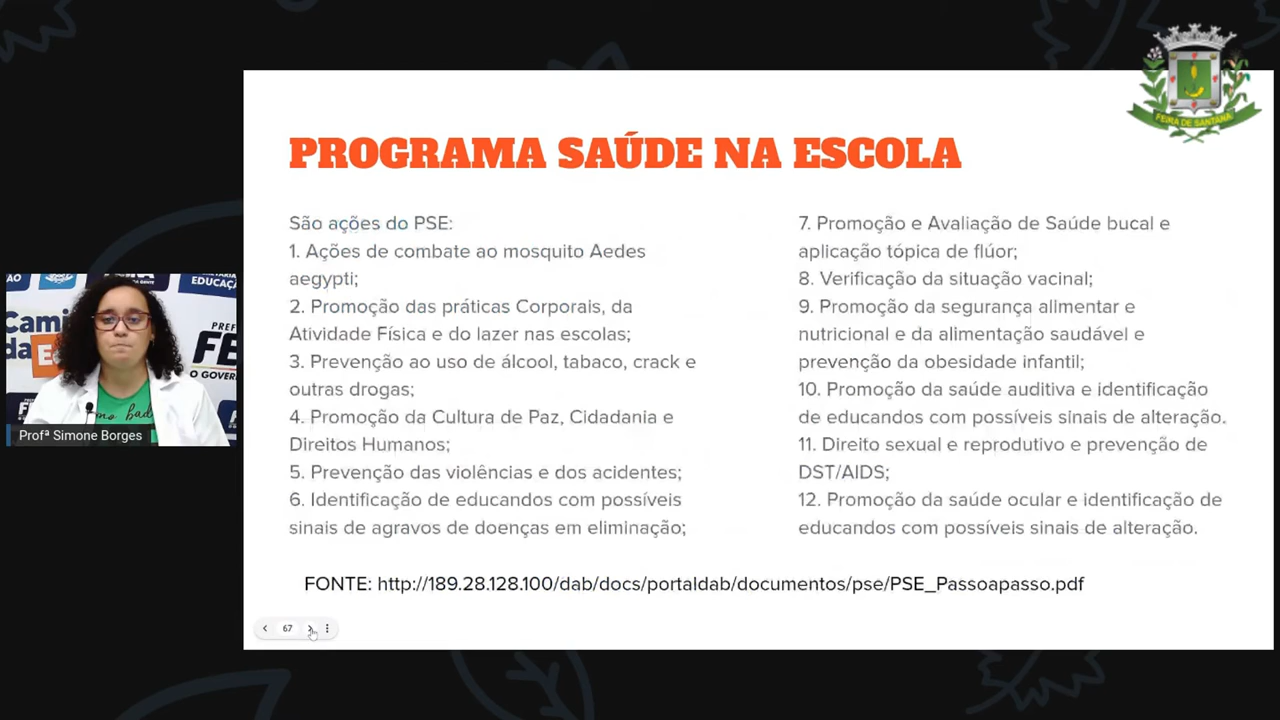 FEIRA DE SANTANA
PROGRAMA SAÚDE NA ESCOLA
São ações do PSE:
1. Ações de combate ao mosquito Aedes
aegypti;
2. Promoção das práticas Corporais, da
Atividade Física e do lazer nas escolas;
3. Prevenção ao uso de álcool, tabaco, crack e
outras drogas;
4. Promoção da Cultura de Paz, Cidadania e
Direitos Humanos;
5. Prevenção das violências e dos acidentes;
6. Identificação de educandos com possíveis
sinais de agravos de doenças em eliminação;
7. Promoção e Avaliação de Saúde bucal e
aplicação tópica de flúor;
8. Verificação da situação vacinal;
9. Promoção da segurança alimentar e
nutricional e da alimentação saudável e
prevenção da obesidade infantil;
10. Promoção da saúde auditiva e identificação
de educandos com possíveis sinais de alteração.
11. Direito sexual e reprodutivo e prevenção de
DST/AIDS;
12. Promoção da saúde ocular e identificação de
educandos com possíveis sinais de alteração.
FONTE: http://189.28.128.100/dab/docs/portaldab/documentos/pse/PSE_Passoapasso.pdf
67
EDUCAÇÃ
Cami
da E
PREF
FE
O GOVER
Profª Simone Borges